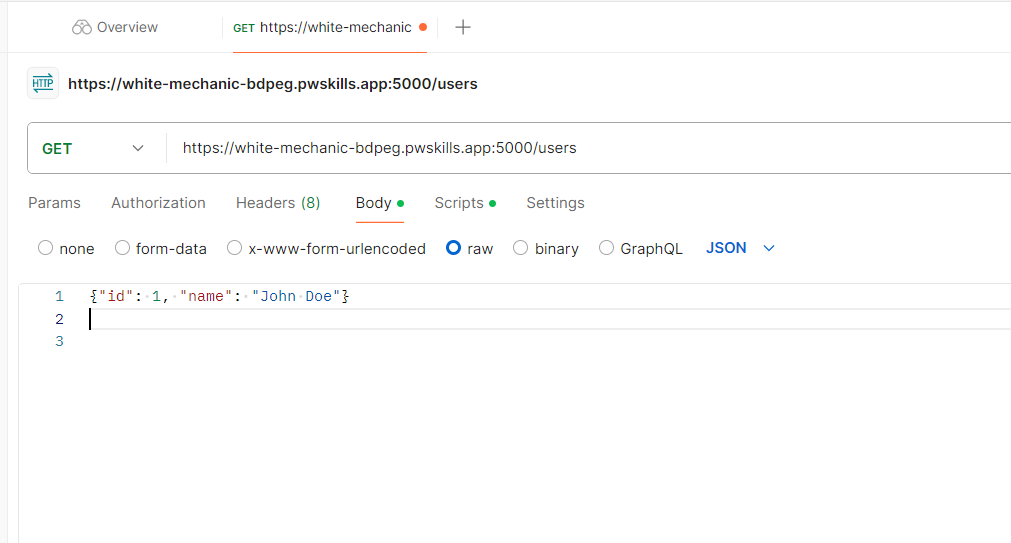 Overview GET https://white-mechanic
HTTP https://white-mechanic-bdpeg.pwskills.app:5000/users
GET https://white-mechanic-bdpeg.pwskills.app:5000/users
Params Authorization Headers (8) Body Scripts Settings
none form-data x-www-form-urlencoded raw binary GraphQL JSON
1 {"id": 1, "name": "John Doe"}
2
3